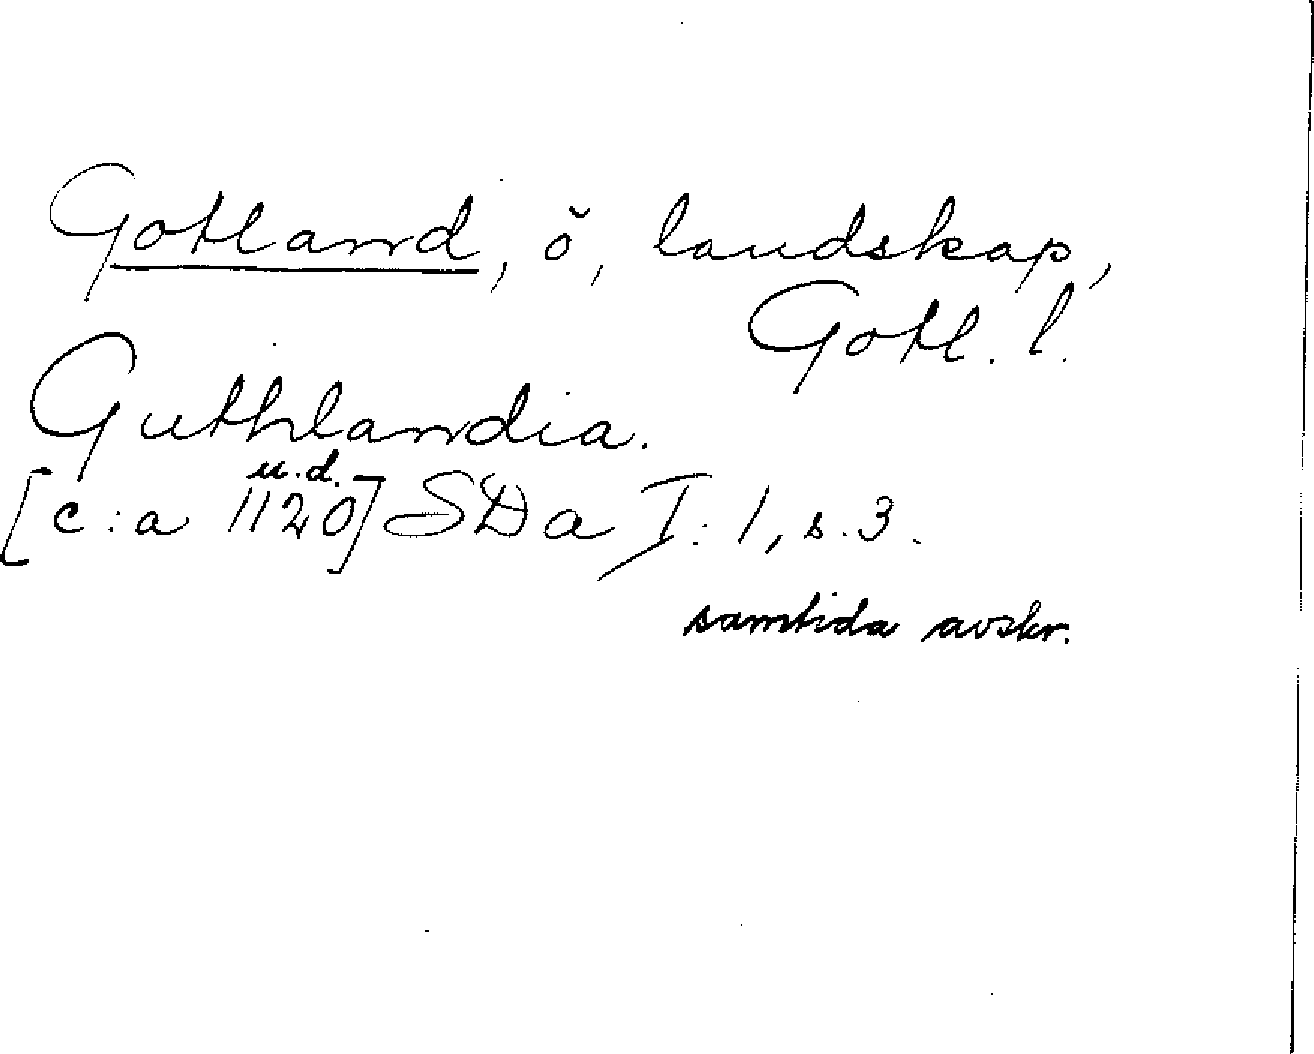 Gotland, ö, landskap,
Gotl. l.
Guthlandia.
u.d.
[c:a 1120] SDa I:1, s.3.
samtida avskr.